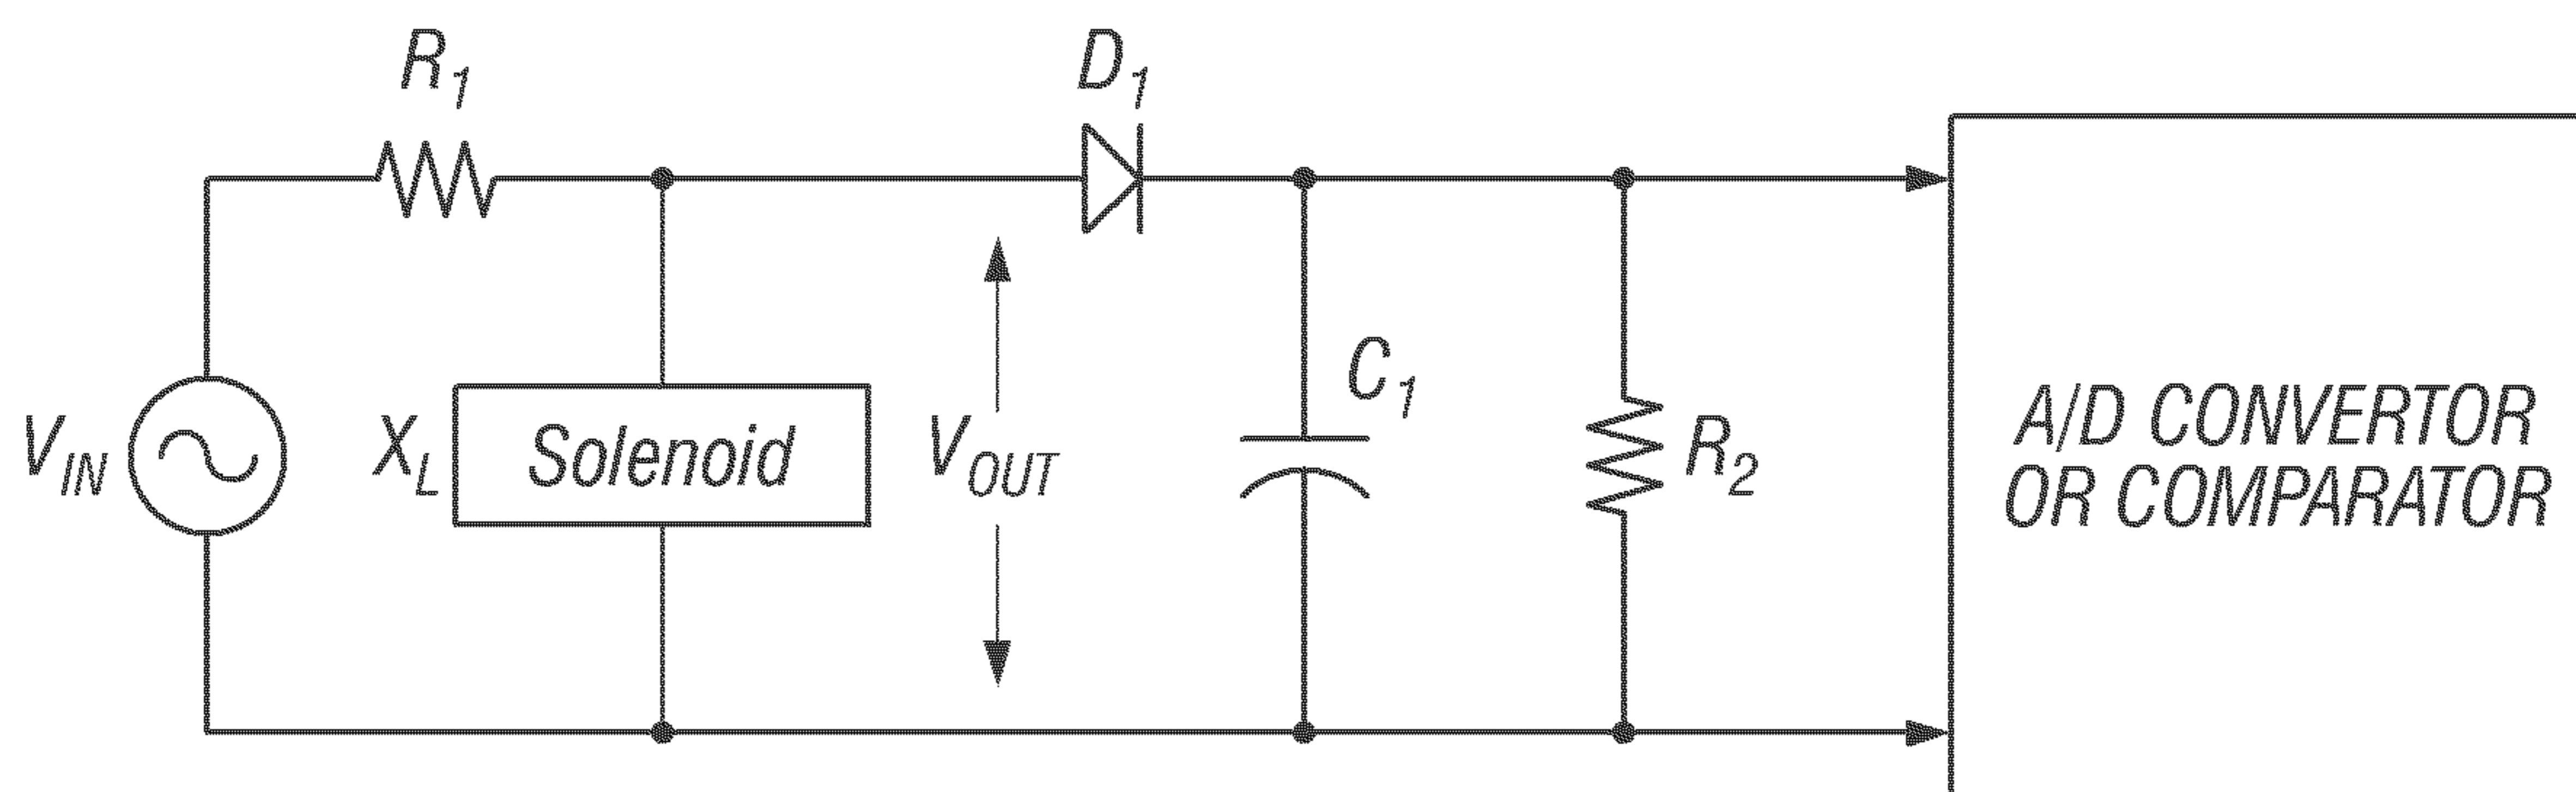 R1
D1
VIN
XL
Solenoid
VOUT
C1
R2
A/D CONVERTOR
OR COMPARATOR